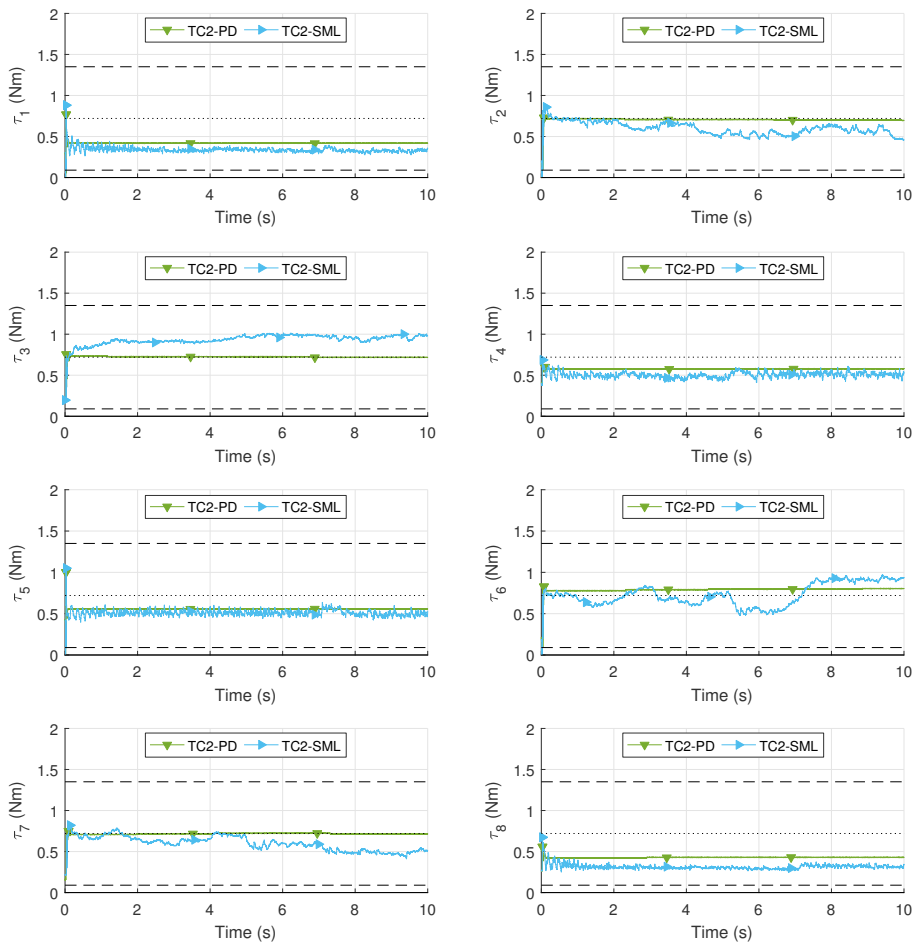 TC2-PD TC2-SML
2
1.5
1
0.5
0
τ1 (Nm)
0 2 4 6 8 10
Time (s)
TC2-PD TC2-SML
2
1.5
1
0.5
0
τ2 (Nm)
0 2 4 6 8 10
Time (s)
TC2-PD TC2-SML
2
1.5
1
0.5
0
τ3 (Nm)
0 2 4 6 8 10
Time (s)
TC2-PD TC2-SML
2
1.5
1
0.5
0
τ4 (Nm)
0 2 4 6 8 10
Time (s)
TC2-PD TC2-SML
2
1.5
1
0.5
0
τ5 (Nm)
0 2 4 6 8 10
Time (s)
TC2-PD TC2-SML
2
1.5
1
0.5
0
τ6 (Nm)
0 2 4 6 8 10
Time (s)
TC2-PD TC2-SML
2
1.5
1
0.5
0
τ7 (Nm)
0 2 4 6 8 10
Time (s)
TC2-PD TC2-SML
2
1.5
1
0.5
0
τ8 (Nm)
0 2 4 6 8 10
Time (s)